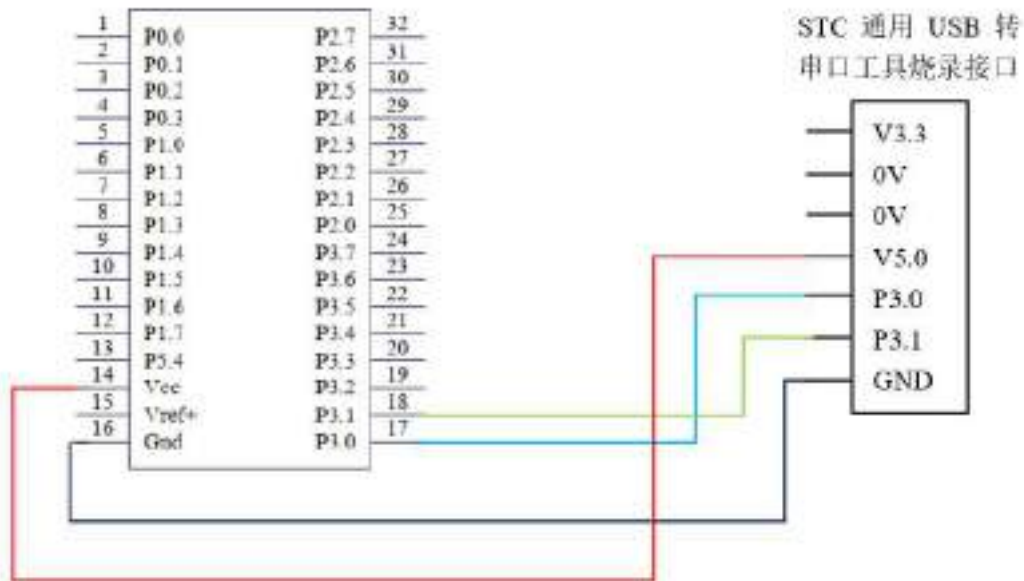 1 P0.0 P2.7 32
2 P0.1 P2.6 31
3 P0.2 P2.5 30
4 P0.3 P2.4 29
5 P1.0 P2.3 28
6 P1.1 P2.2 27
7 P1.2 P2.1 26
8 P1.3 P2.0 25
9 P1.4 P3.7 24
10 P1.5 P3.6 23
11 P1.6 P3.5 22
12 P1.7 P3.4 21
13 P5.4 P3.3 20
14 Vcc P3.2 19
15 Vref+ P3.1 18
16 Gnd P3.0 17
STC 通用 USB 转
串口工具烧录接口
V3.3
0V
0V
V5.0
P3.0
P3.1
GND